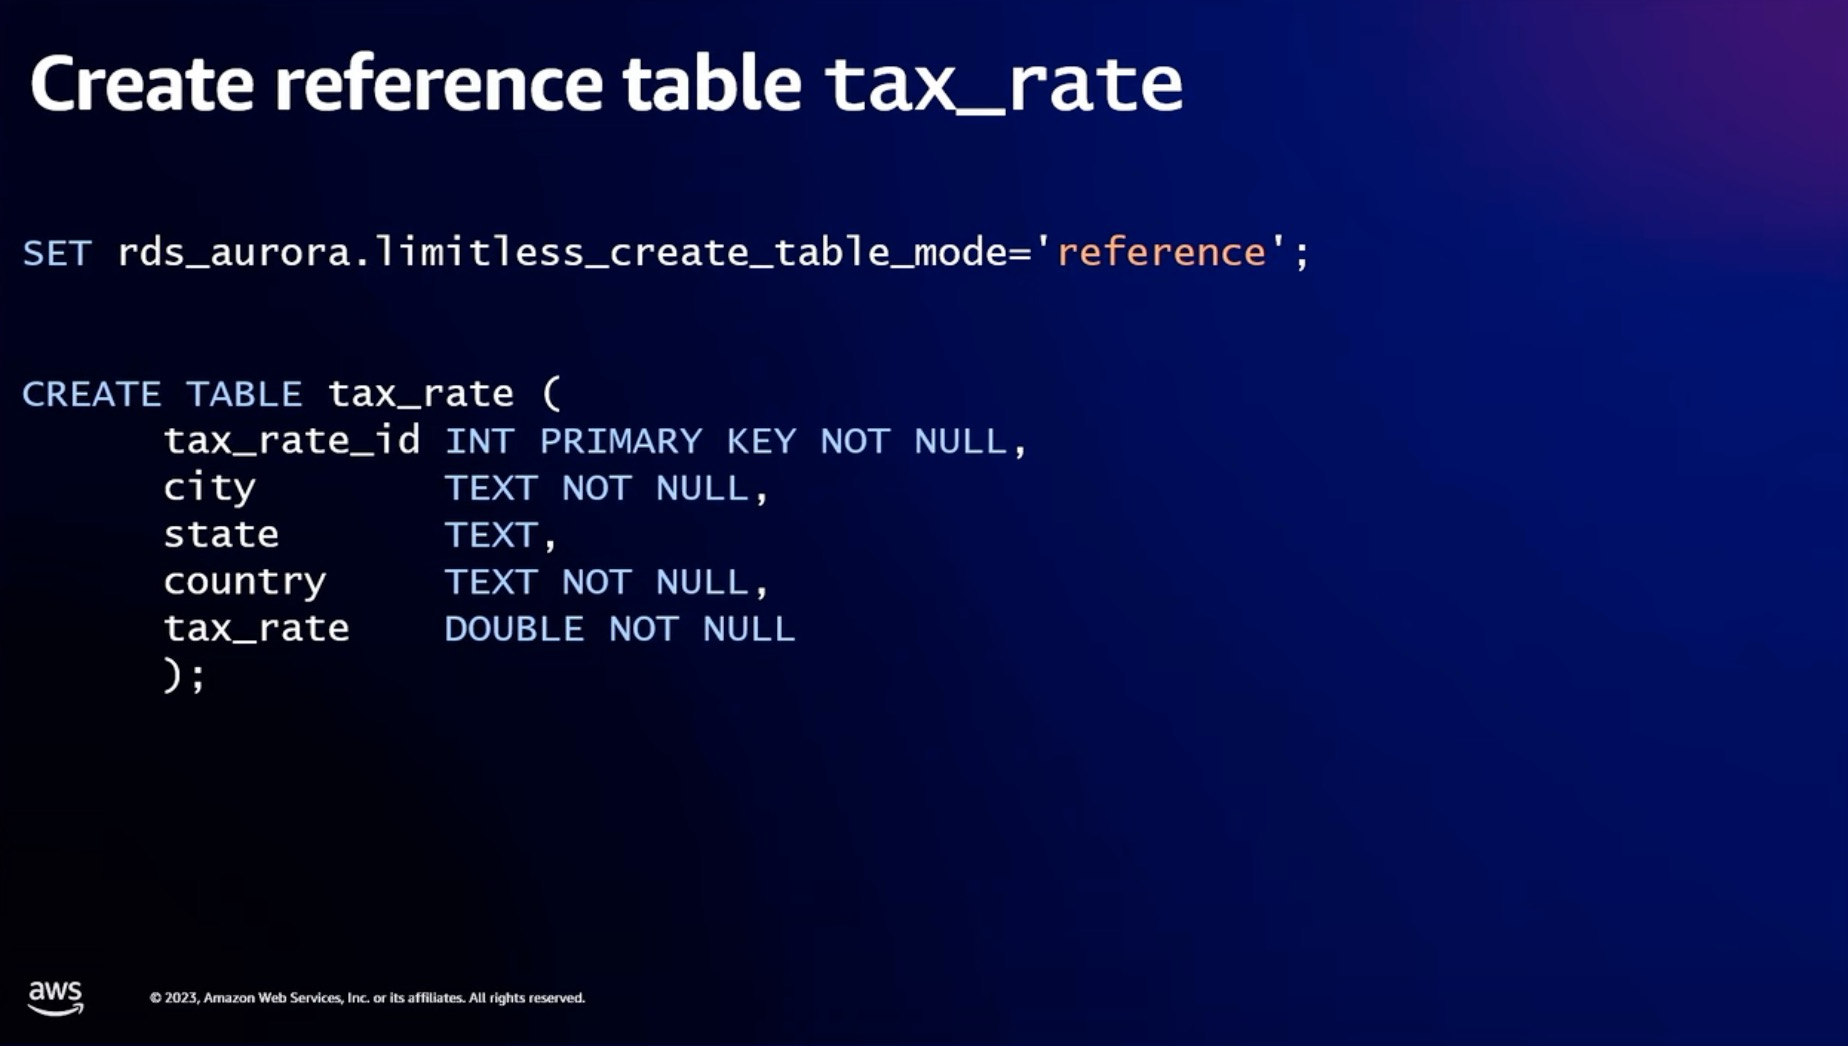 Create reference table tax_rate
SET rds_aurora.limitless_create_table_mode='reference';
CREATE TABLE tax_rate (
tax_rate_id INT PRIMARY KEY NOT NULL,
city TEXT NOT NULL,
state TEXT,
country TEXT NOT NULL,
tax_rate DOUBLE NOT NULL
);
aws
© 2023, Amazon Web Services, Inc. or its affiliates. All rights reserved.